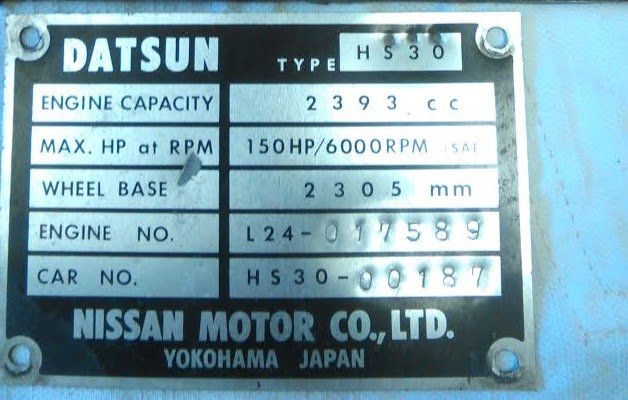 DATSUN TYPE HS30
ENGINE CAPACITY 2393 cc
MAX. HP at RPM 150HP/6000RPM (SAE
WHEEL BASE 2305 mm
ENGINE NO. L24-017589
CAR NO. HS30-00187
NISSAN MOTOR CO., LTD.
YOKOHAMA JAPAN